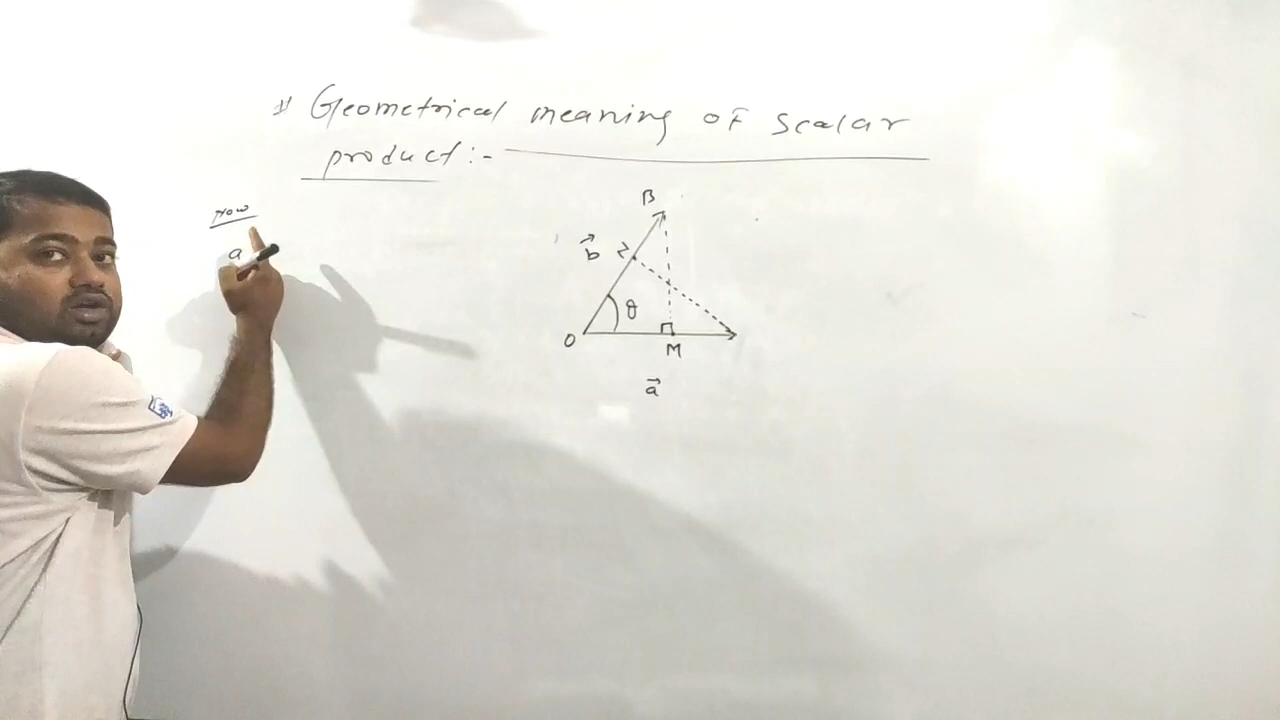 # Geometrical meaning of scalar
product:-
Now
a
B
b⃗ N
θ
O
M
a⃗